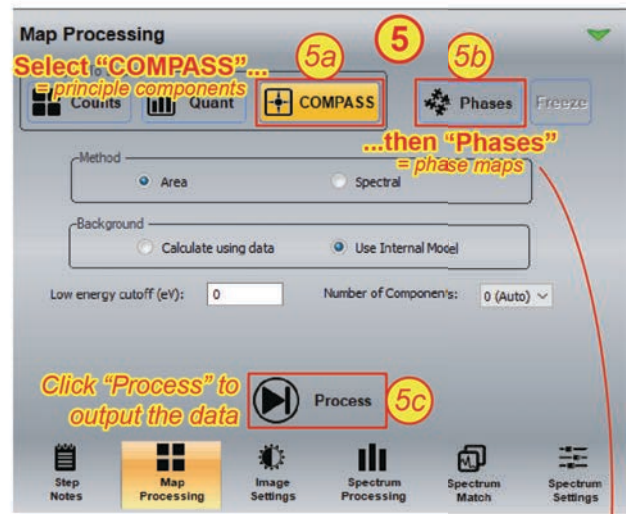 Map Processing
5
5a
5b
Select "COMPASS"...
= principle components
Counts
Quant
COMPASS
Phases
Freeze
...then "Phases"
= phase maps
Method
Area
Spectral
Background
Calculate using data
Use Internal Model
Low energy cutoff (eV): 0
Number of Componen's: 0 (Auto)
Click "Process" to
output the data
Process
5c
Step
Notes
Map
Processing
Image
Settings
Spectrum
Processing
Spectrum
Match
Spectrum
Settings